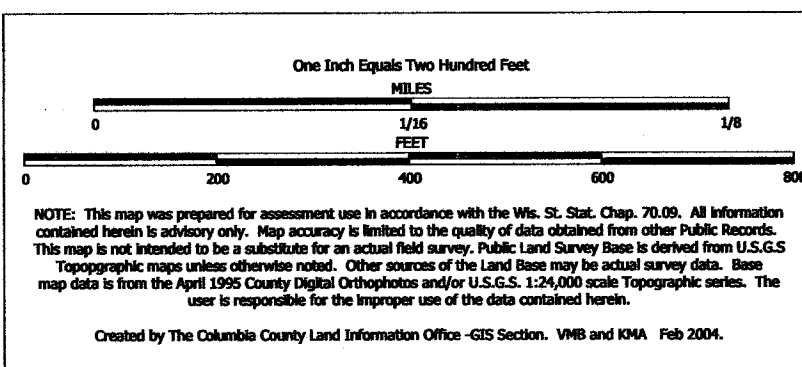 One Inch Equals Two Hundred Feet
MILES
0 1/16 1/8
FEET
0 200 400 600 800
NOTE: This map was prepared for assessment use in accordance with the Wis. St. Stat. Chap. 70.09. All information
contained herein is advisory only. Map accuracy is limited to the quality of data obtained from other Public Records.
This map is not intended to be a substitute for an actual field survey. Public Land Survey Base is derived from U.S.G.S
Topopgraphic maps unless otherwise noted. Other sources of the Land Base may be actual survey data. Base
map data is from the April 1995 County Digital Orthophotos and/or U.S.G.S. 1:24,000 scale Topographic series. The
user is responsible for the improper use of the data contained herein.
Created by The Columbia County Land Information Office -GIS Section. VMB and KMA Feb 2004.